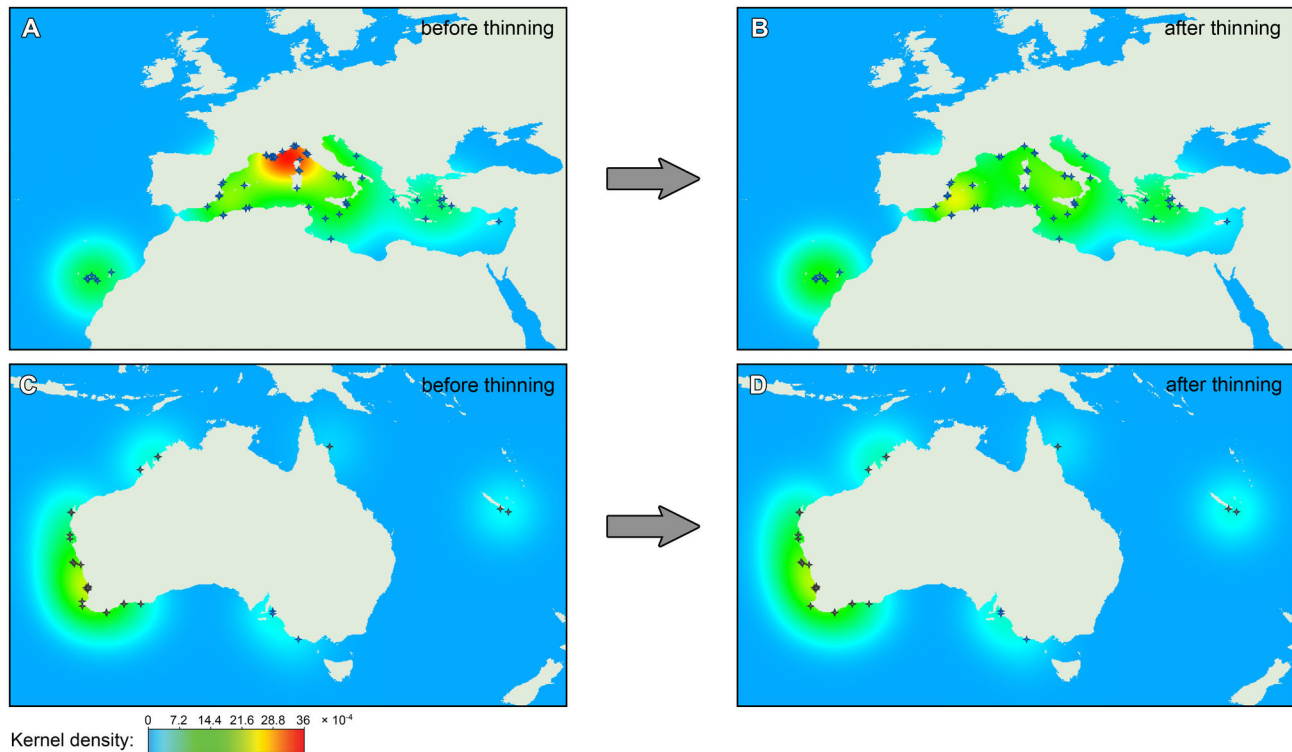 A before thinning
B after thinning
C before thinning
D after thinning
0 7.2 14.4 21.6 28.8 36 × 10⁻⁴
Kernel density: